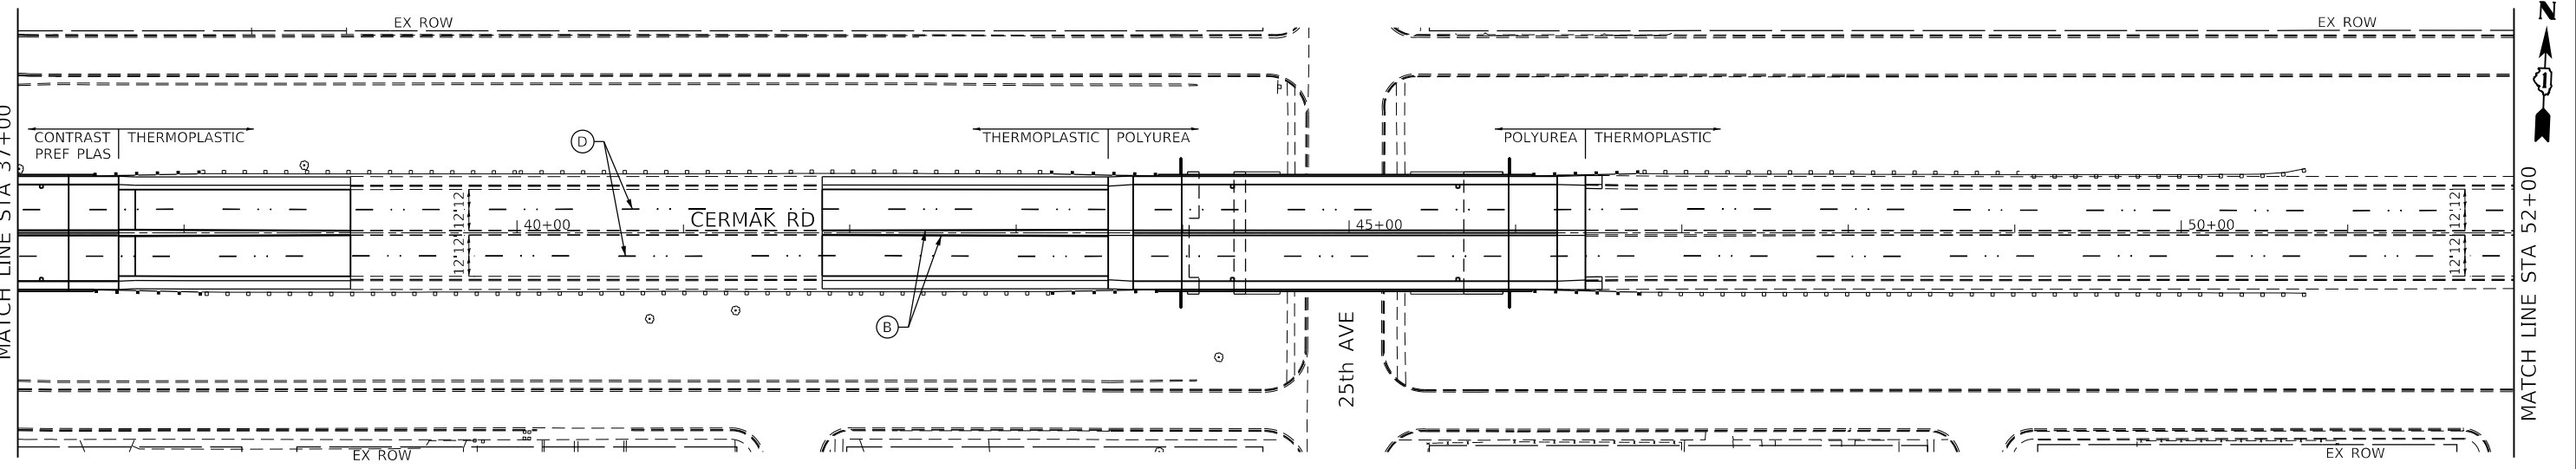 EX ROW
EX ROW
N
MATCH LINE STA 37+00
CONTRAST
PREF PLAS
THERMOPLASTIC
D
THERMOPLASTIC
POLYUREA
POLYUREA
THERMOPLASTIC
12' 12'
12' 12'
40+00
CERMAK RD
45+00
50+00
12' 12'
12' 12'
B
25th AVE
MATCH LINE STA 52+00
EX ROW
EX ROW